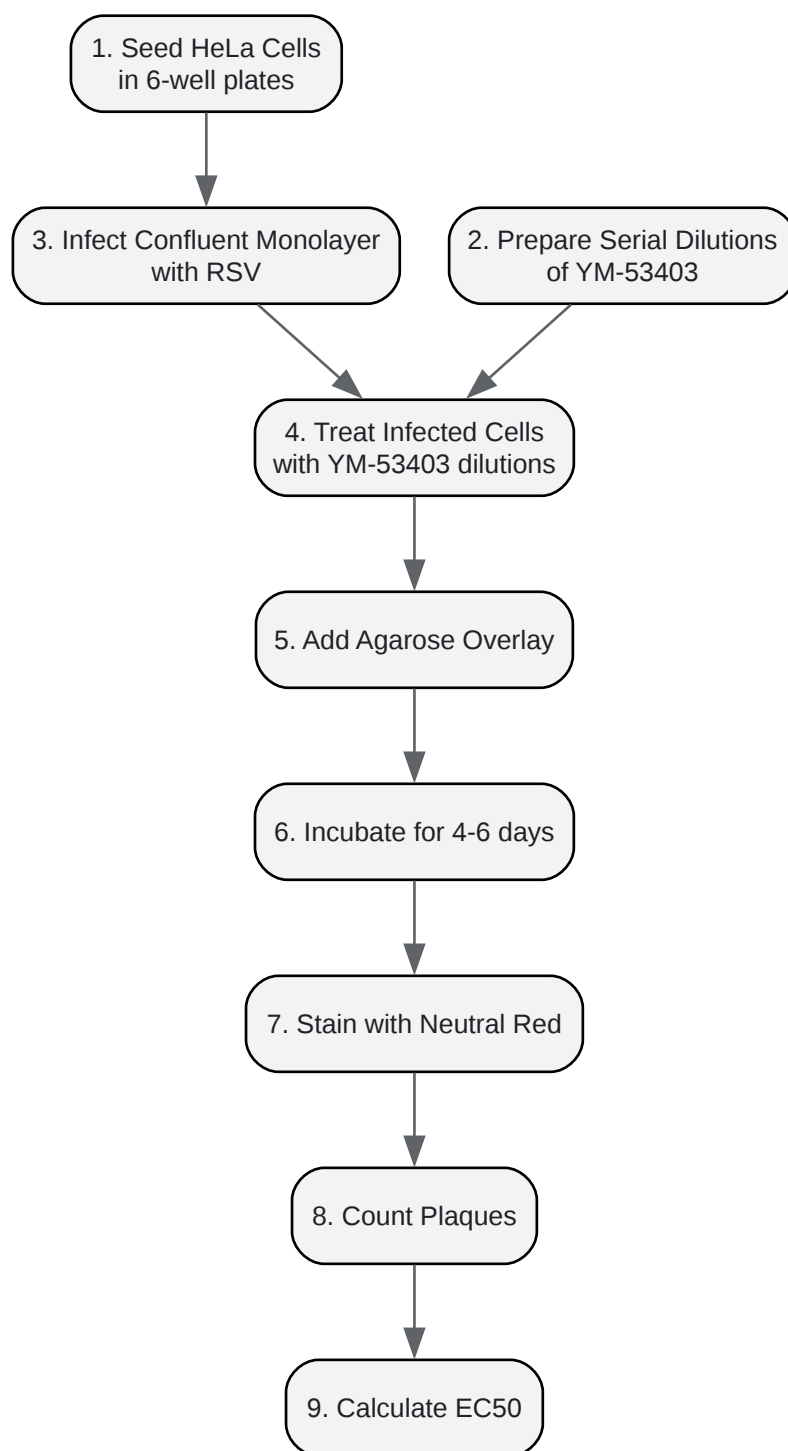 1. Seed HeLa Cells
in 6-well plates
3. Infect Confluent Monolayer
with RSV
2. Prepare Serial Dilutions
of YM-53403
4. Treat Infected Cells
with YM-53403 dilutions
5. Add Agarose Overlay
6. Incubate for 4-6 days
7. Stain with Neutral Red
8. Count Plaques
9. Calculate EC50